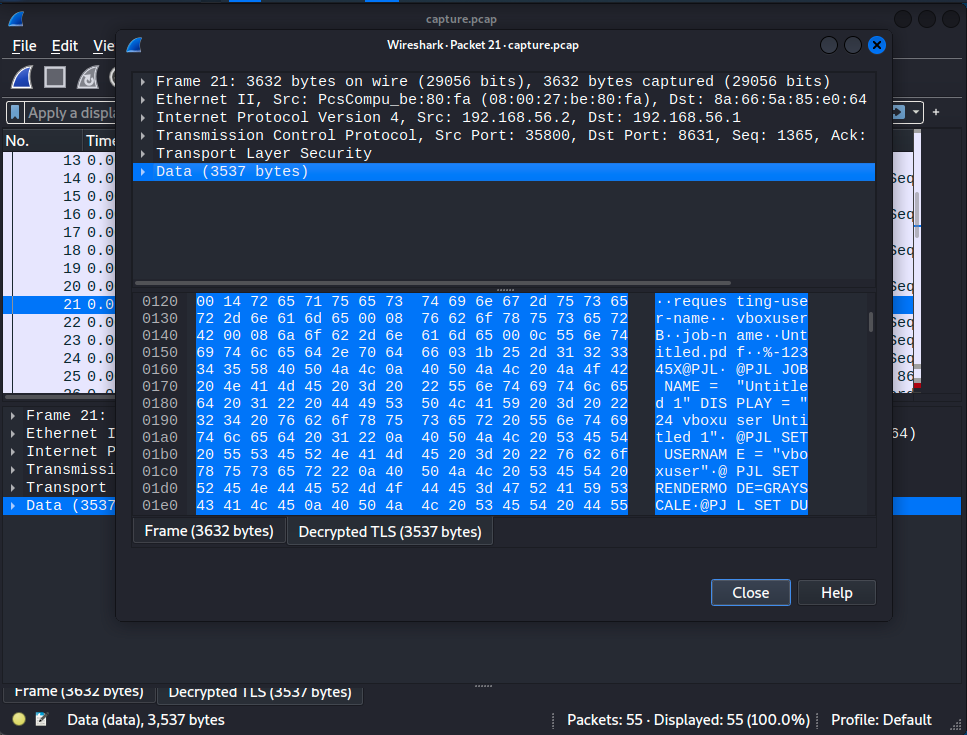 capture.pcap
File Edit Vie
Wireshark · Packet 21 · capture.pcap
Apply a displa
+
No. Time
13 0.0
14 0.0 Seq
15 0.0
16 0.0 Seq
17 0.0
18 0.0 Seq
19 0.0
20 0.0 Seq
21 0.0
22 0.0 Seq
23 0.0 Seq
24 0.0 Seq
25 0.0 86
Frame 21: 3632 bytes on wire (29056 bits), 3632 bytes captured (29056 bits)
Ethernet II, Src: PcsCompu_be:80:fa (08:00:27:be:80:fa), Dst: 8a:66:5a:85:e0:64
Internet Protocol Version 4, Src: 192.168.56.2, Dst: 192.168.56.1
Transmission Control Protocol, Src Port: 35800, Dst Port: 8631, Seq: 1365, Ack:
Transport Layer Security
Data (3537 bytes)
0120 00 14 72 65 71 75 65 73 74 69 6e 67 2d 75 73 65 ··reques ting-use
0130 72 2d 6e 61 6d 65 00 08 76 62 6f 78 75 73 65 72 r-name·· vboxuser
0140 42 00 08 6a 6f 62 2d 6e 61 6d 65 00 0c 55 6e 74 B··job-n ame··Unt
0150 69 74 6c 65 64 2e 70 64 66 03 1b 25 2d 31 32 33 itled.pd f··%-123
0160 34 35 58 40 50 4a 4c 0a 40 50 4a 4c 20 4a 4f 42 45X@PJL· @PJL JOB
0170 20 4e 41 4d 45 20 3d 20 22 55 6e 74 69 74 6c 65 NAME = "Untitle
0180 64 20 31 22 20 44 49 53 50 4c 41 59 20 3d 20 22 d 1" DIS PLAY = "
0190 32 34 20 76 62 6f 78 75 73 65 72 20 55 6e 74 69 24 vboxu ser Unti
01a0 74 6c 65 64 20 31 22 0a 40 50 4a 4c 20 53 45 54 tled 1"· @PJL SET
01b0 20 55 53 45 52 4e 41 4d 45 20 3d 20 22 76 62 6f USERNAM E = "vbo
01c0 78 75 73 65 72 22 0a 40 50 4a 4c 20 53 45 54 20 xuser"·@ PJL SET
01d0 52 45 4e 44 45 52 4d 4f 44 45 3d 47 52 41 59 53 RENDERMO DE=GRAYS
01e0 43 41 4c 45 0a 40 50 4a 4c 20 53 45 54 20 44 55 CALE·@PJ L SET DU
Frame (3632 bytes) Decrypted TLS (3537 bytes)
Close Help
Frame 21:
Ethernet I 64)
Internet P
Transmissi
Transport
Data (3537
Frame (3632 bytes) Decrypted TLS (3537 bytes)
Data (data), 3,537 bytes Packets: 55 · Displayed: 55 (100.0%) Profile: Default